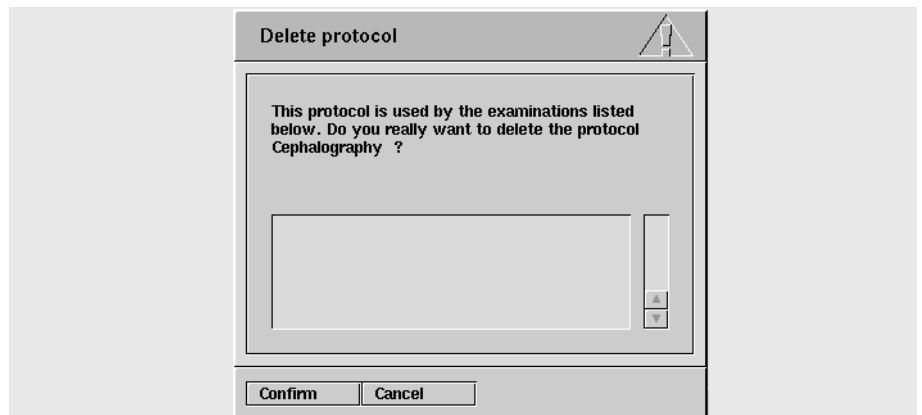 Delete protocol
This protocol is used by the examinations listed
below. Do you really want to delete the protocol
Cephalography ?
Confirm Cancel